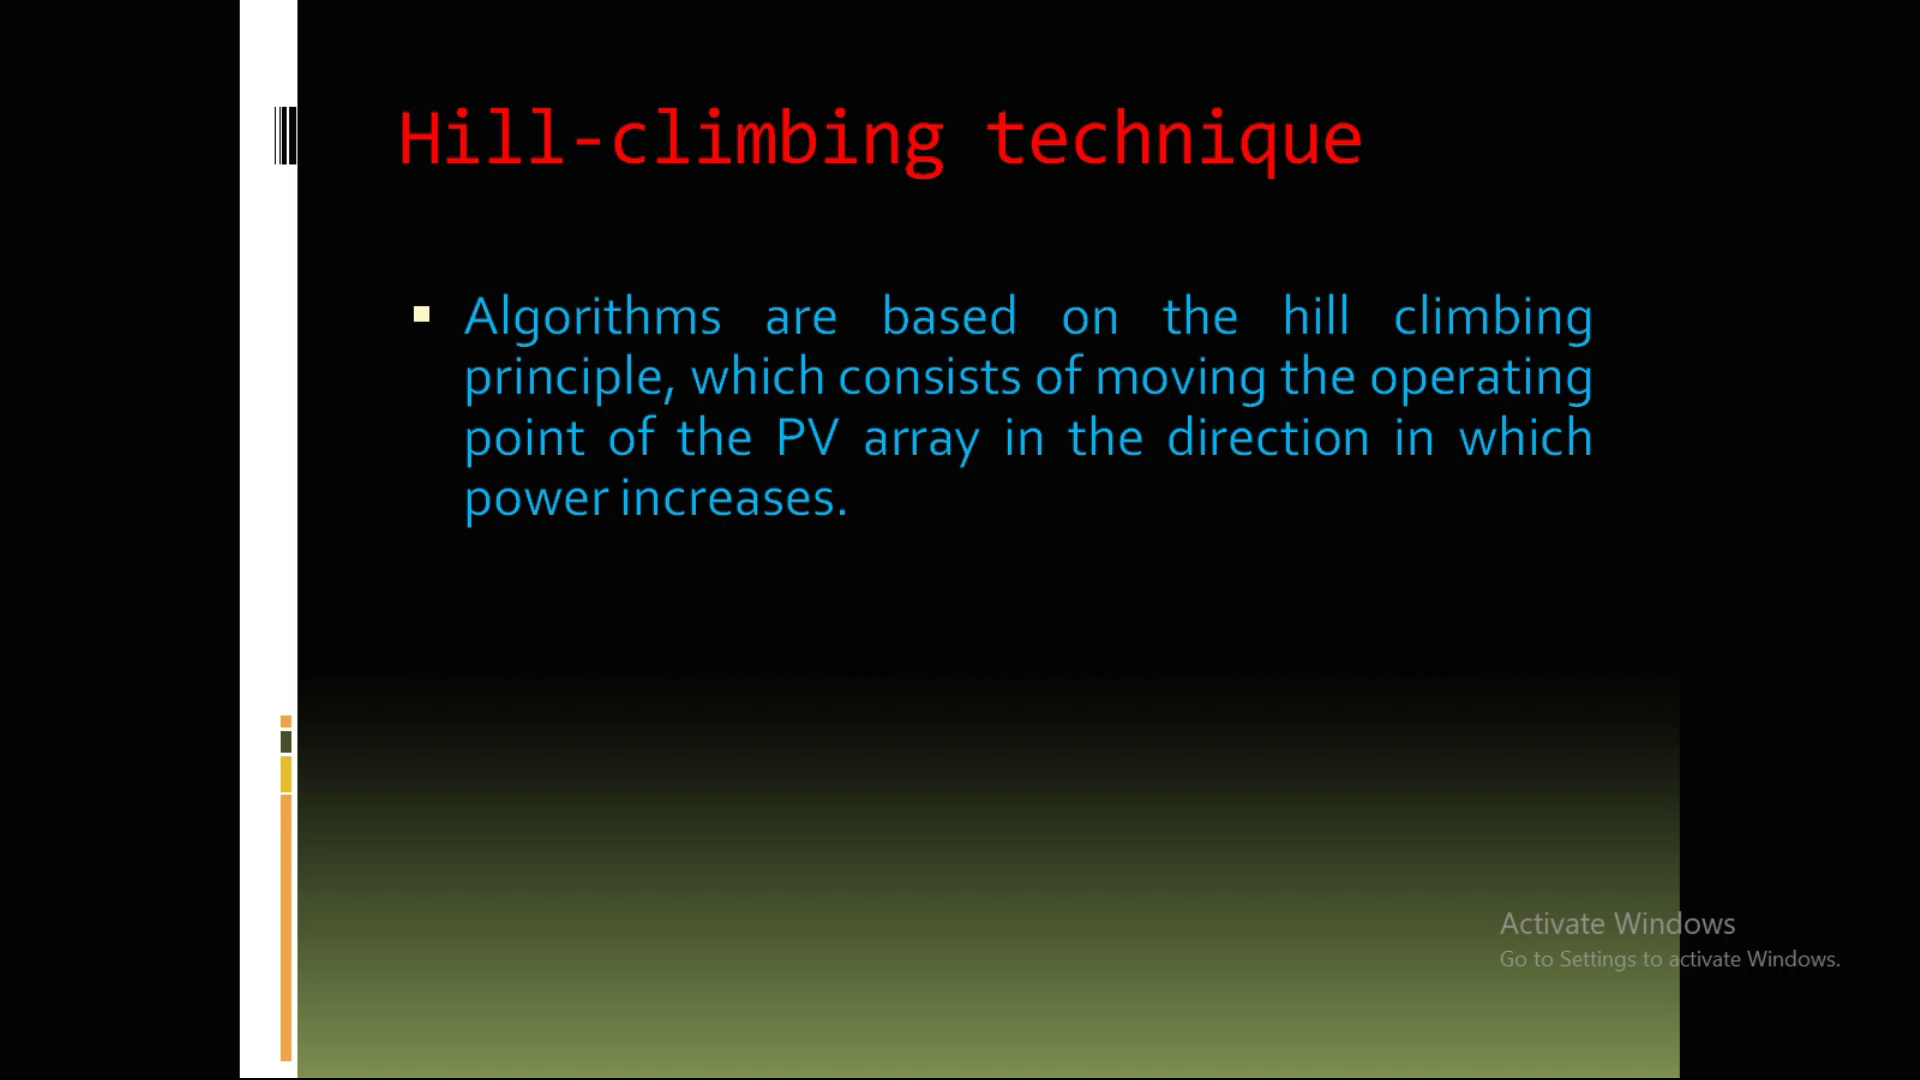 Hill-climbing technique
Algorithms are based on the hill climbing
principle, which consists of moving the operating
point of the PV array in the direction in which
power increases.
Activate Windows
Go to Settings to activate Windows.